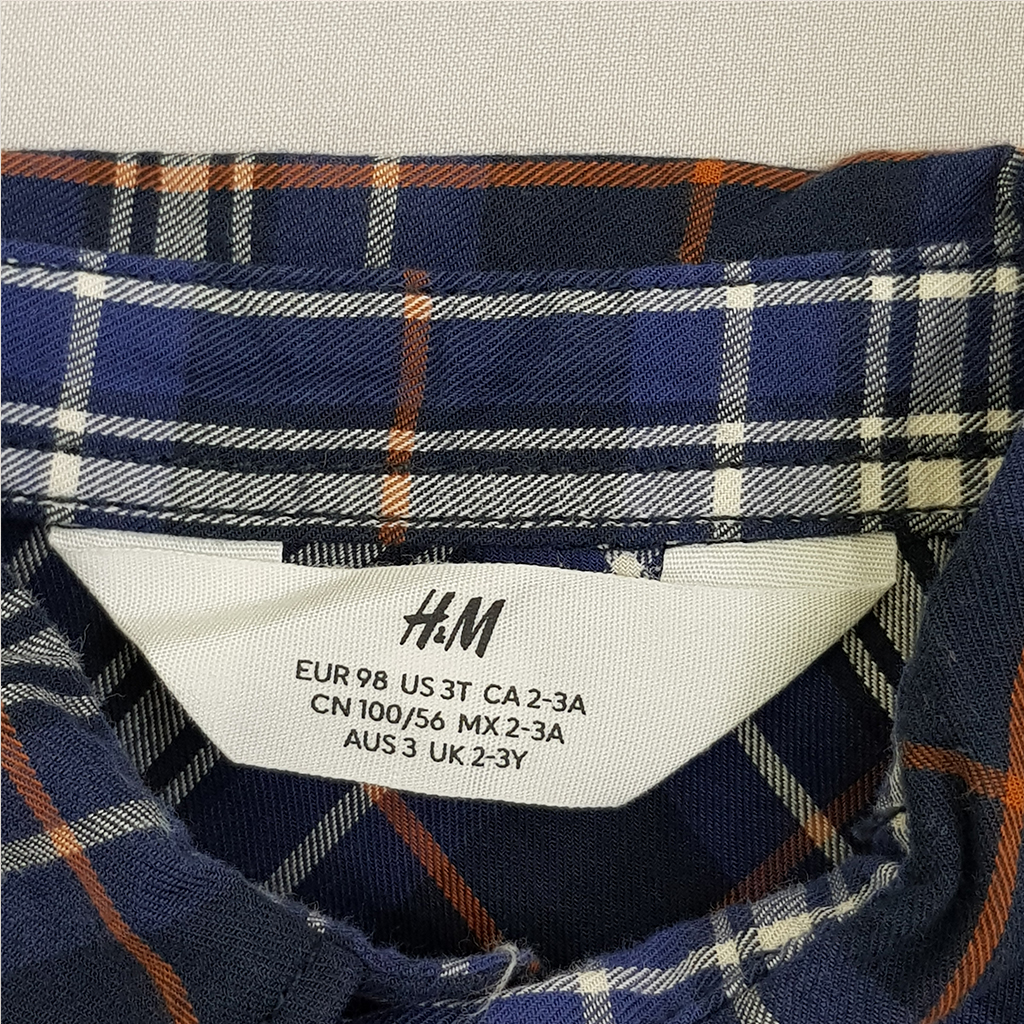 H&M
EUR 98 US 3T CA 2-3A
CN 100/56 MX 2-3A
AUS 3 UK 2-3Y